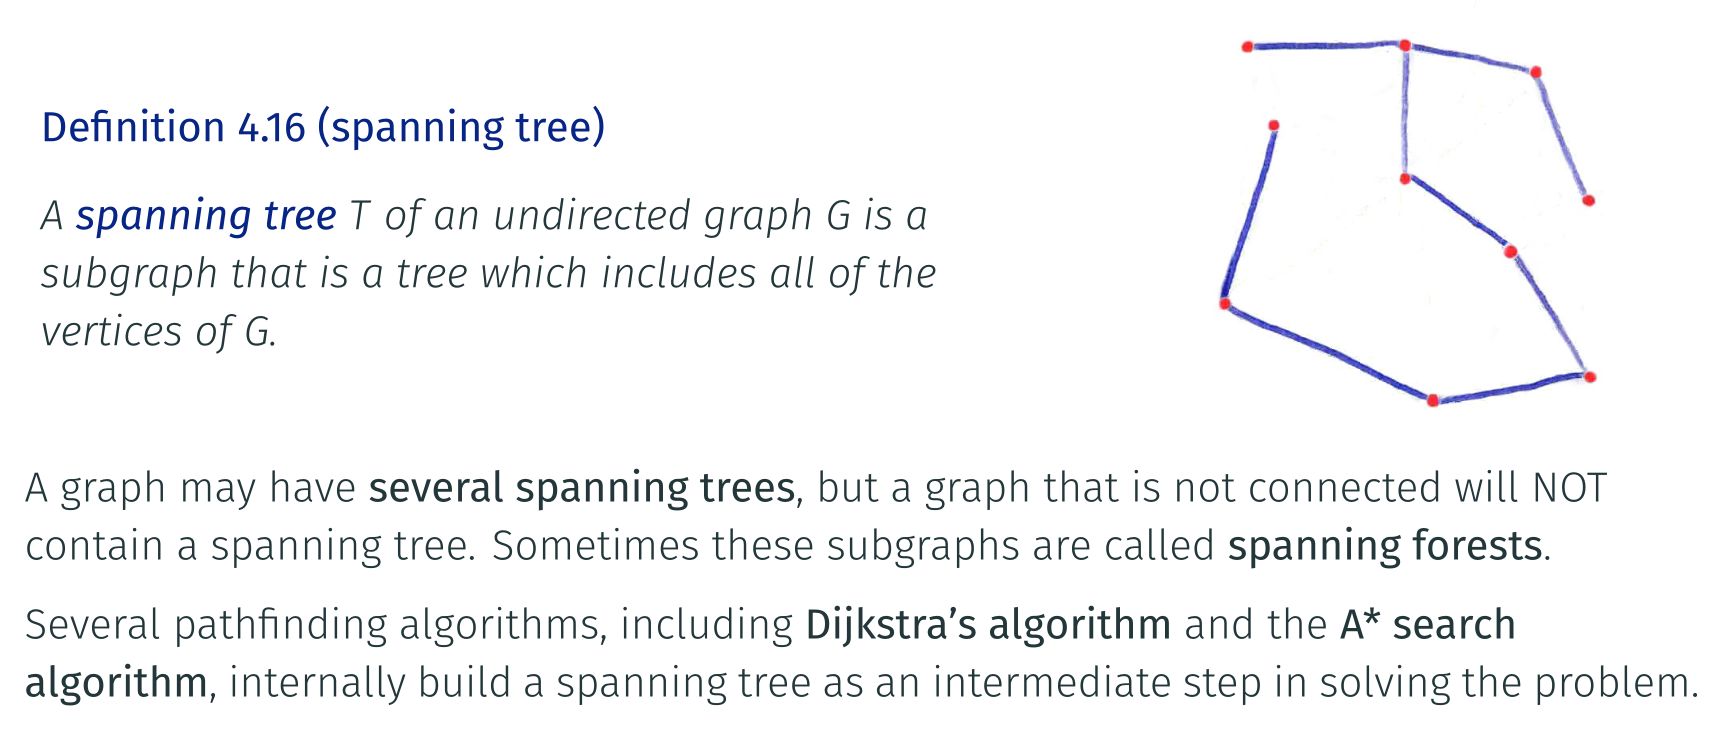 Definition 4.16 (spanning tree)
A spanning tree T of an undirected graph G is a
subgraph that is a tree which includes all of the
vertices of G.
A graph may have several spanning trees, but a graph that is not connected will NOT
contain a spanning tree. Sometimes these subgraphs are called spanning forests.
Several pathfinding algorithms, including Dijkstra’s algorithm and the A* search
algorithm, internally build a spanning tree as an intermediate step in solving the problem.